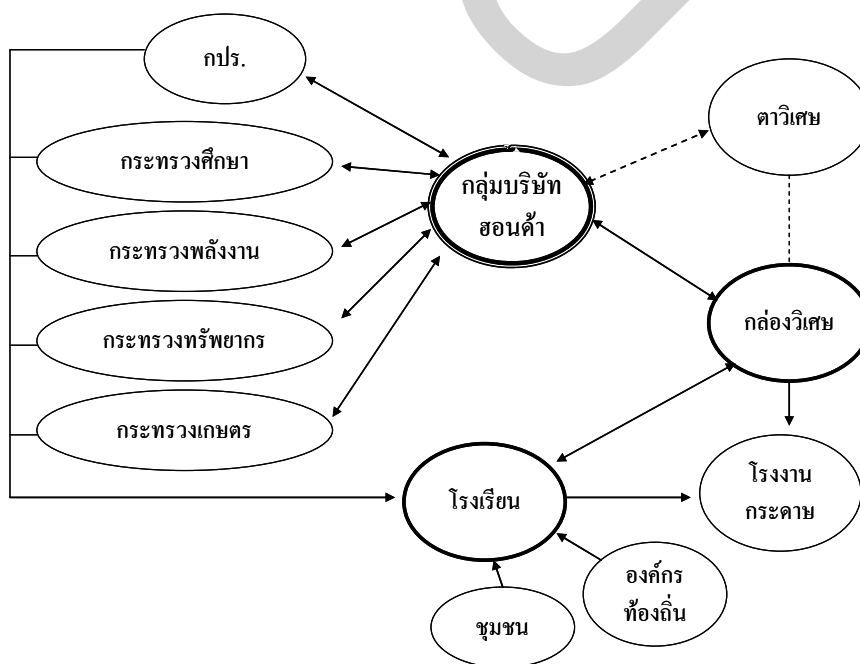 กปร.
ตาวิเศษ
กระทรวงศึกษา
กลุ่มบริษัท
ฮอนด้า
กระทรวงพลังงาน
กล่องวิเศษ
กระทรวงทรัพยากร
กระทรวงเกษตร
โรงเรียน
โรงงาน
กระดาษ
องค์กร
ท้องถิ่น
ชุมชน